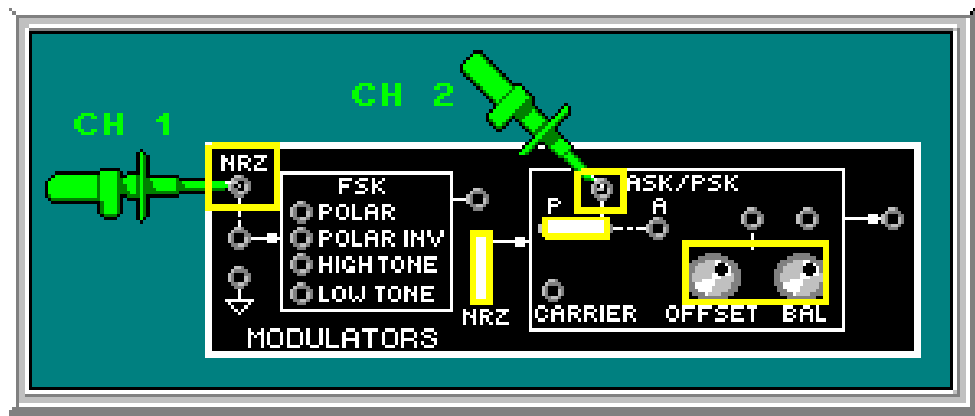 CH 2
CH 1
NRZ
FSK
POLAR
POLAR INV
HIGH TONE
LOW TONE
NRZ
ASK/PSK
P A
CARRIER OFFSET BAL
MODULATORS